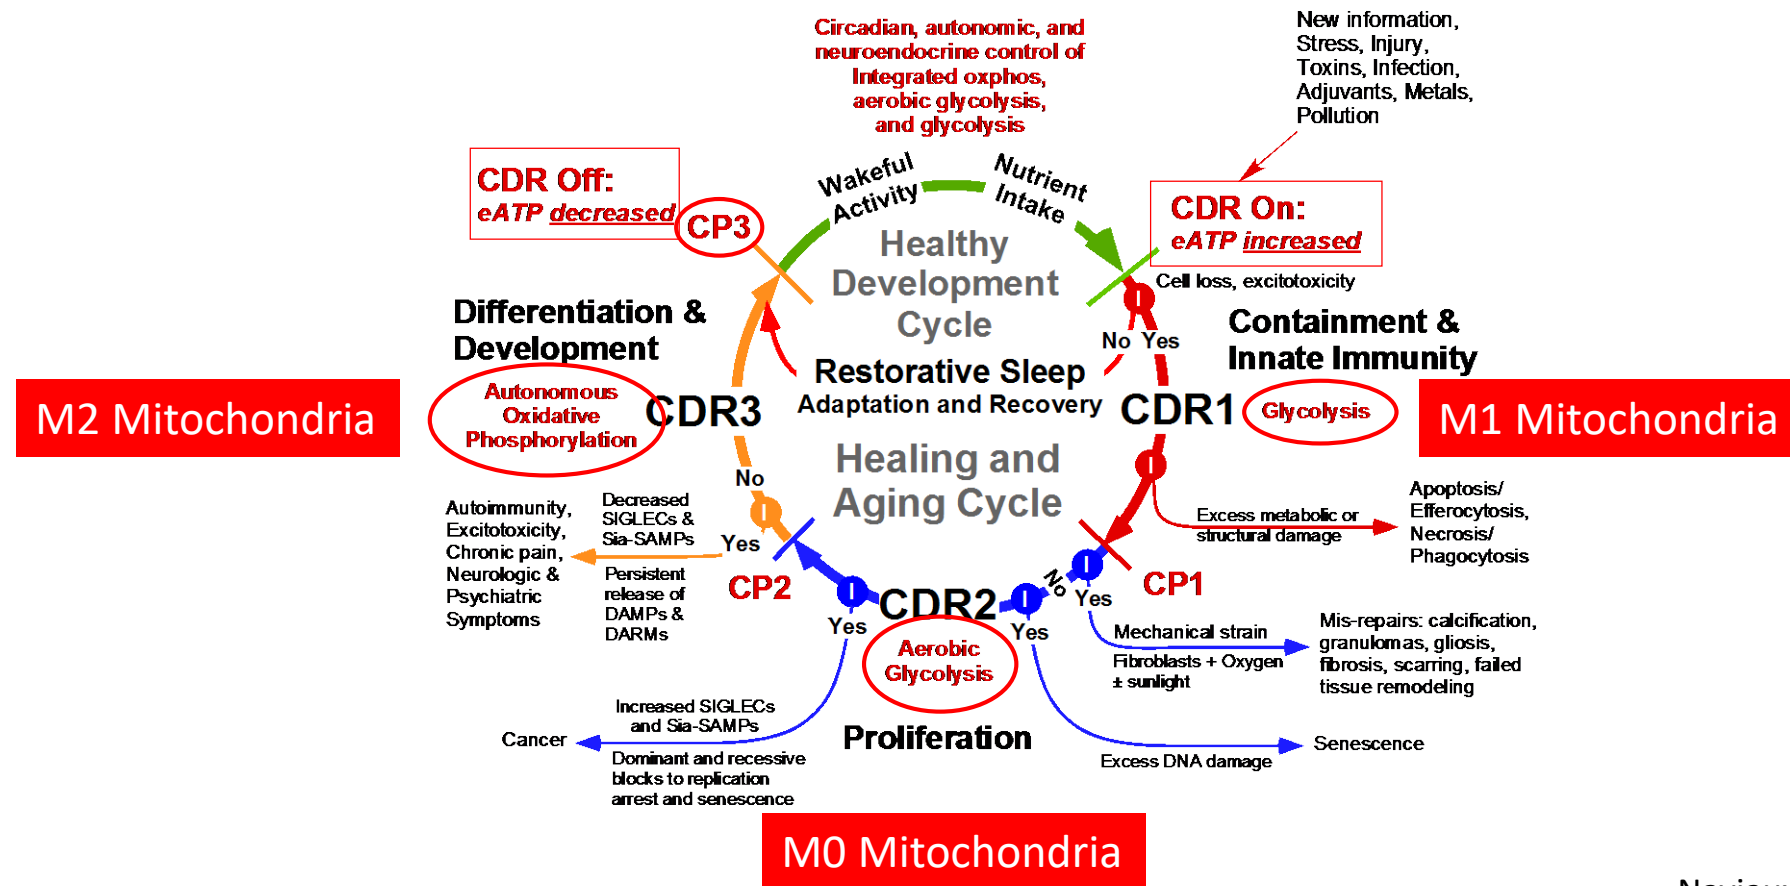 Circadian, autonomic, and
neuroendocrine control of
Integrated oxphos,
aerobic glycolysis,
and glycolysis
New information,
Stress, Injury,
Toxins, Infection,
Adjuvants, Metals,
Pollution
CDR Off:
eATP decreased
CP3
Wakeful
Activity
Nutrient
Intake
CDR On:
eATP increased
Cell loss, excitotoxicity
Healthy
Development
Cycle
I
No Yes
Differentiation &
Development
Containment &
Innate Immunity
Restorative Sleep
Adaptation and Recovery
M2 Mitochondria
Autonomous
Oxidative
Phosphorylation
CDR3
CDR1
Glycolysis
M1 Mitochondria
Healing and
Aging Cycle
No
I
Yes
I
Autoimmunity,
Excitotoxicity,
Chronic pain,
Neurologic &
Psychiatric
Symptoms
Decreased
SIGLECs &
Sia-SAMPs
Persistent
release of
DAMPs &
DARMs
Excess metabolic or
structural damage
Apoptosis/
Efferocytosis,
Necrosis/
Phagocytosis
CP2
CP1
I
Yes
CDR2
I
Yes
No
I
Yes
Aerobic
Glycolysis
Mechanical strain
Fibroblasts + Oxygen
± sunlight
Mis-repairs: calcification,
granulomas, gliosis,
fibrosis, scarring, failed
tissue remodeling
Increased SIGLECs
and Sia-SAMPs
Cancer
Dominant and recessive
blocks to replication
arrest and senescence
Proliferation
Excess DNA damage
Senescence
M0 Mitochondria